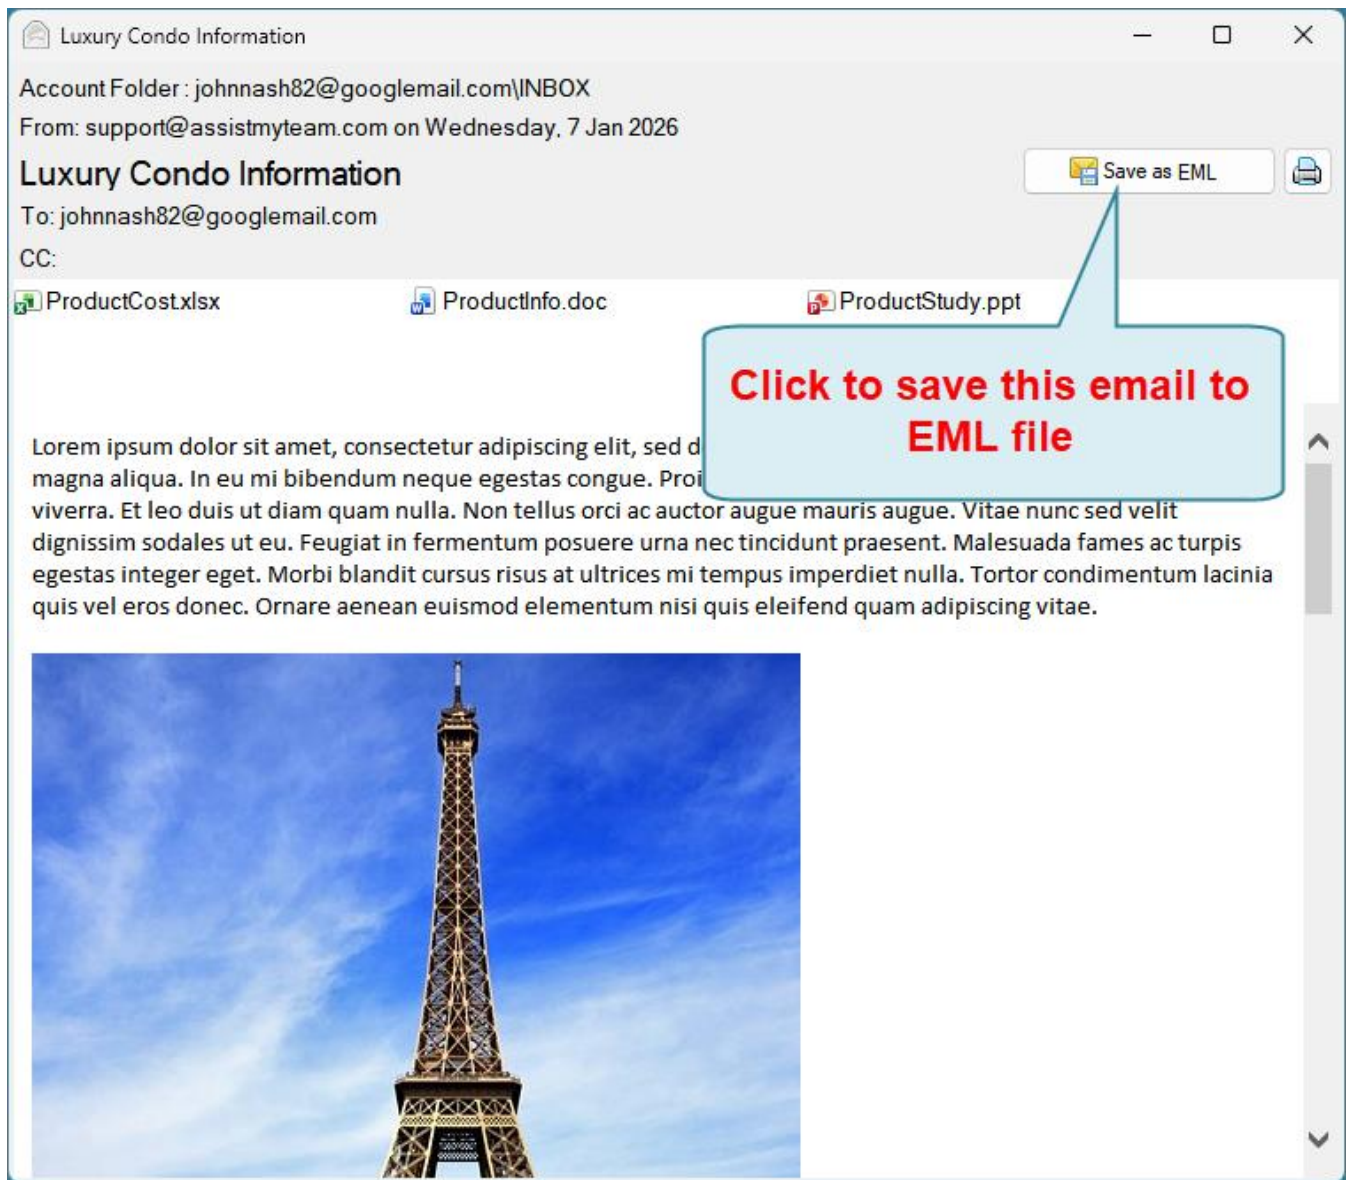 Luxury Condo Information
Account Folder : johnnash82@googlemail.com\INBOX
From: support@assistmyteam.com on Wednesday, 7 Jan 2026
Luxury Condo Information
Save as EML
To: johnnash82@googlemail.com
CC:
ProductCost.xlsx
ProductInfo.doc
ProductStudy.ppt
Click to save this email to
EML file
Lorem ipsum dolor sit amet, consectetur adipiscing elit, sed
magna aliqua. In eu mi bibendum neque egestas congue.
viverra. Et leo duis ut diam quam nulla. Non tellus orci ac auctor augue mauris augue. Vitae nunc sed velit
dignissim sodales ut eu. Feugiat in fermentum posuere urna nec tincidunt praesent. Malesuada fames ac turpis
egestas integer eget. Morbi blandit cursus risus at ultrices mi tempus imperdiet nulla. Tortor condimentum lacinia
quis vel eros donec. Ornare aenean euismod elementum nisi quis eleifend quam adipiscing vitae.